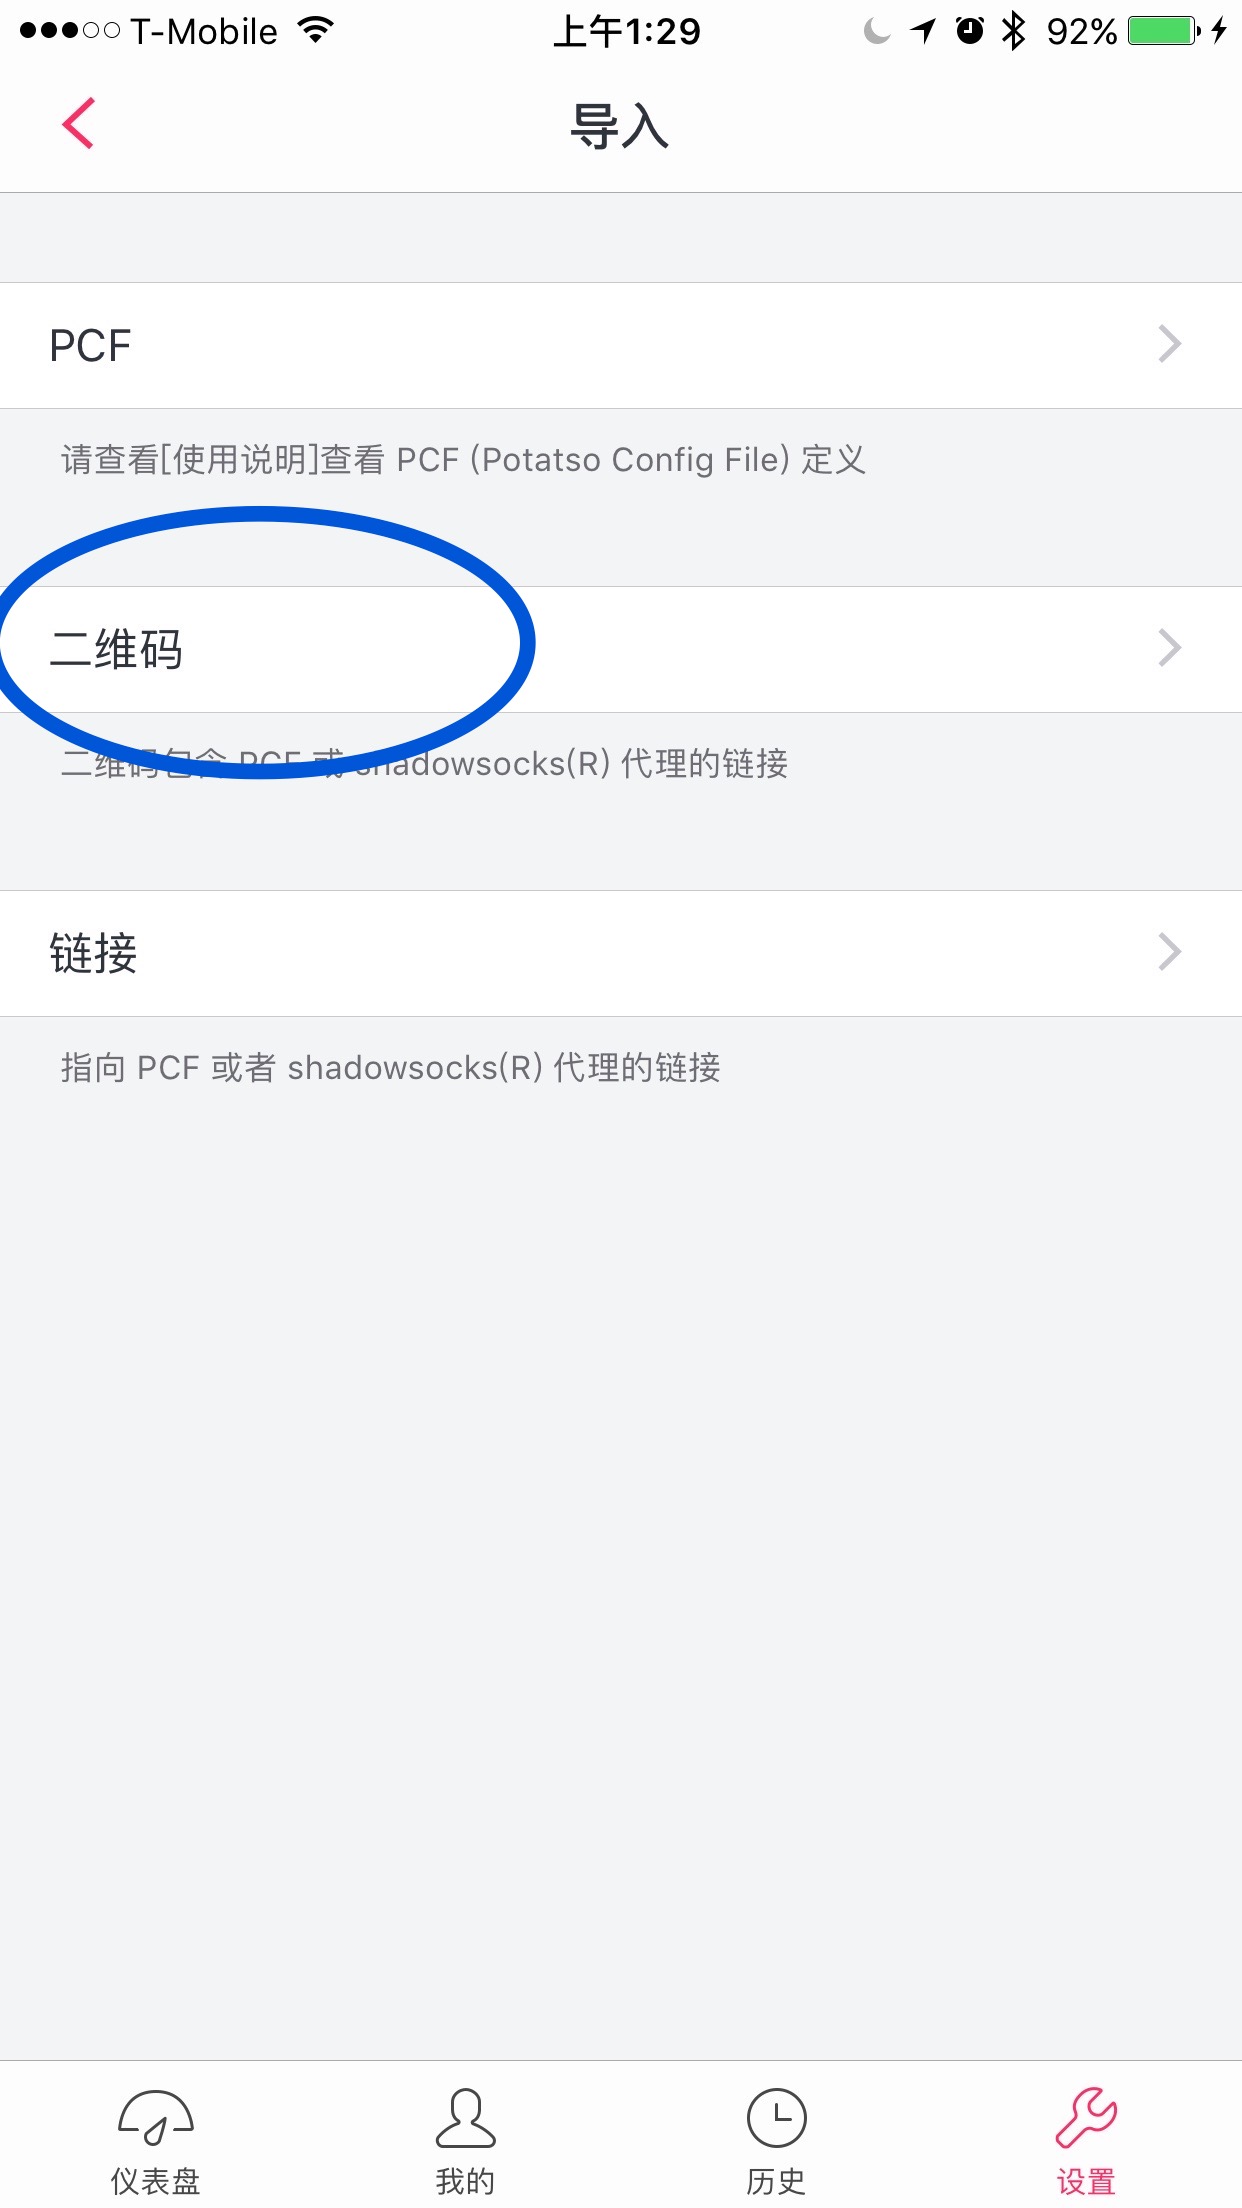 T-Mobile 上午1:29 92%
导入
PCF
请查看[使用说明]查看 PCF (Potatso Config File) 定义
二维码
二维码包含 PCF 或 shadowsocks(R) 代理的链接
链接
指向 PCF 或者 shadowsocks(R) 代理的链接
仪表盘 我的 历史 设置